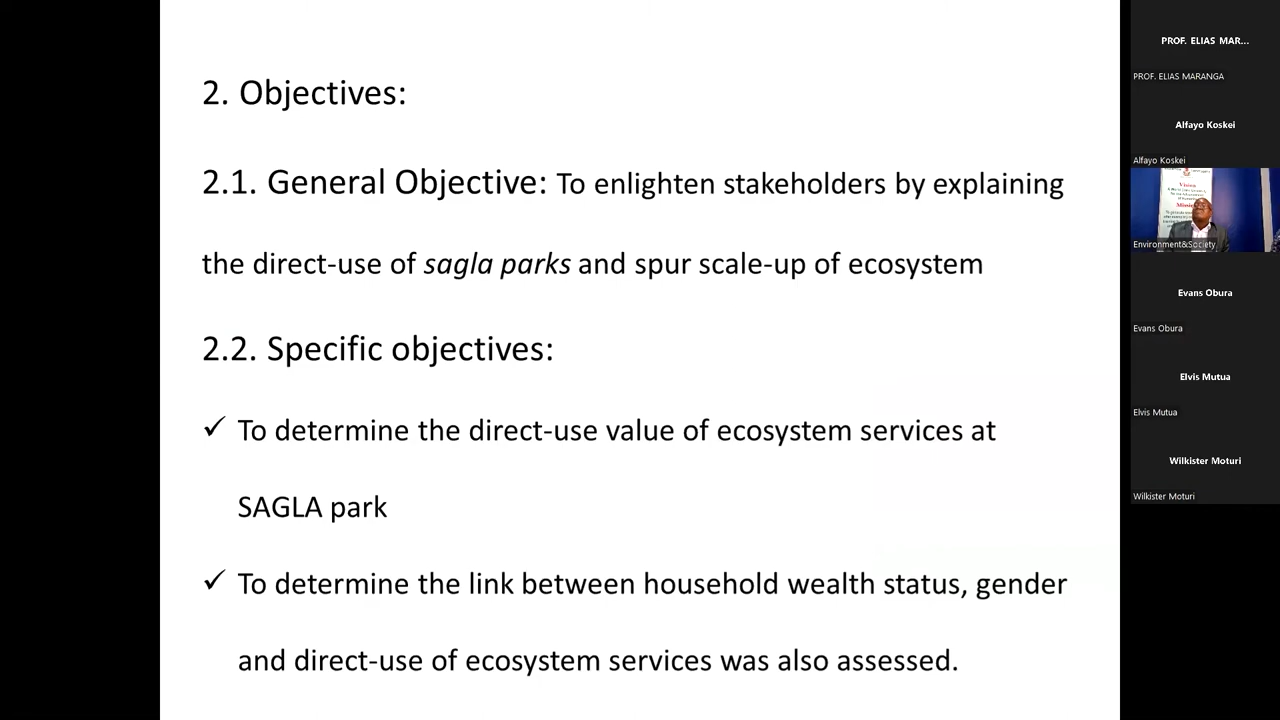 2. Objectives:
2.1. General Objective: To enlighten stakeholders by explaining
the direct-use of sagla parks and spur scale-up of ecosystem
2.2. Specific objectives:
✓ To determine the direct-use value of ecosystem services at
SAGLA park
✓ To determine the link between household wealth status, gender
and direct-use of ecosystem services was also assessed.
PROF. ELIAS MAR...
PROF. ELIAS MARANGA
Alfayo Koskei
Alfayo Koskei
Vision
Environment&Society
Evans Obura
Evans Obura
Elvis Mutua
Elvis Mutua
Wilkister Moturi
Wilkister Moturi